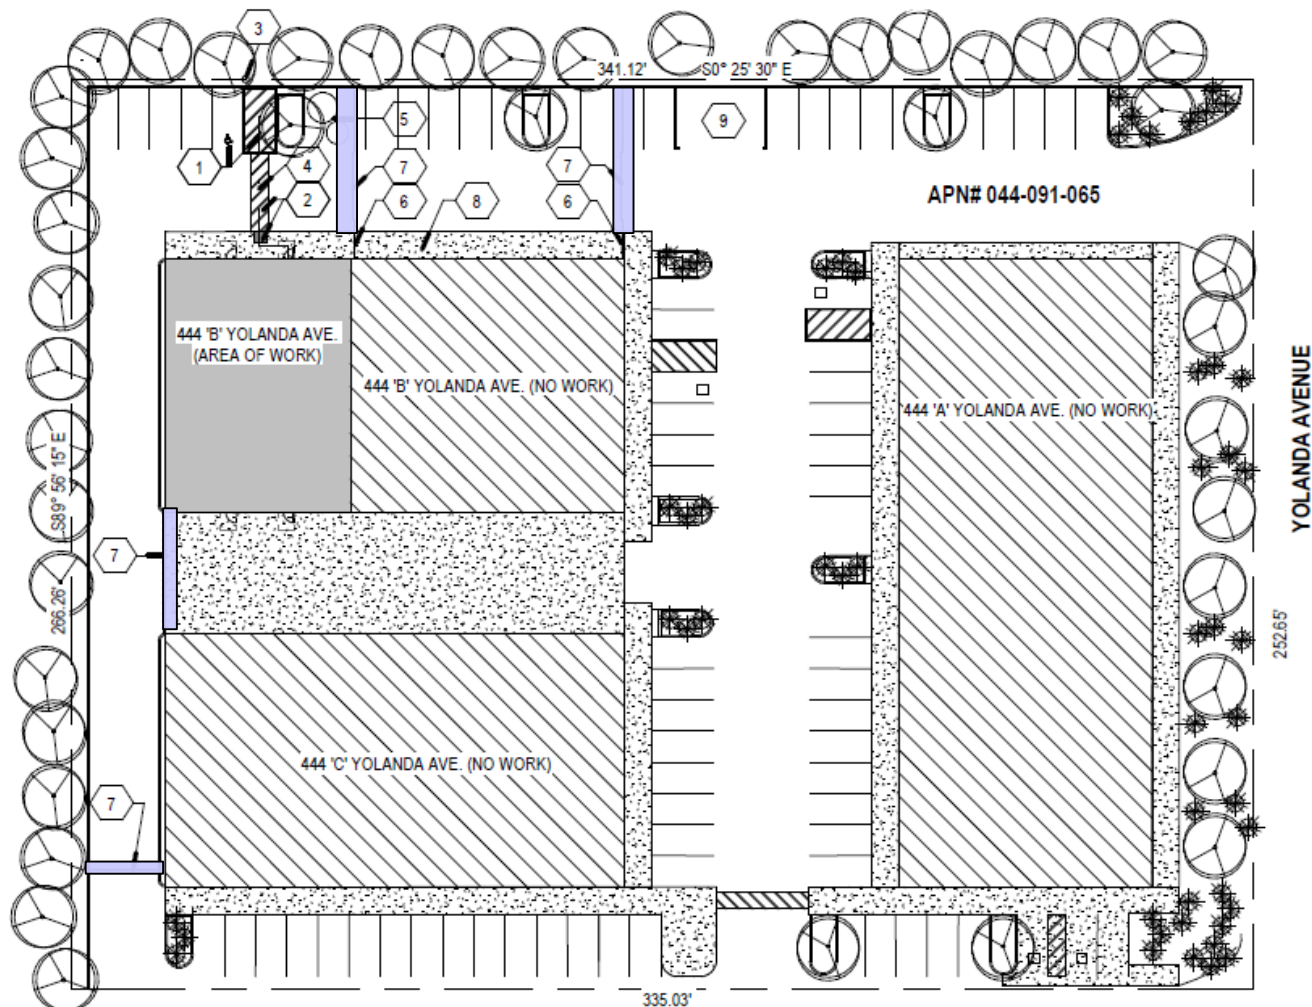 3
341.12' S0° 25' 30" E
5
9
1
4
7
7
2
6
8
6
APN# 044-091-065
444 'B' YOLANDA AVE.
(AREA OF WORK)
444 'B' YOLANDA AVE. (NO WORK)
444 'A' YOLANDA AVE. (NO WORK)
YOLANDA AVENUE
S89° 56' 15" E
266.26'
7
252.65'
444 'C' YOLANDA AVE. (NO WORK)
7
335.03'